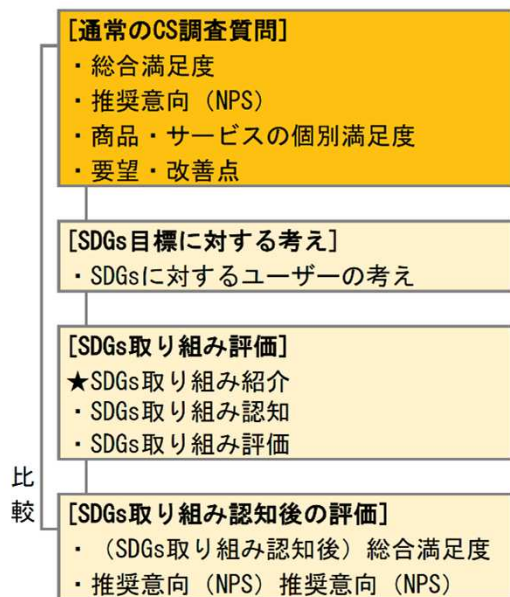 [通常のCS調査質問]
・総合満足度
・推奨意向（NPS）
・商品・サービスの個別満足度
・要望・改善点
[SDGs目標に対する考え]
・SDGsに対するユーザーの考え
[SDGs取り組み評価]
★SDGs取り組み紹介
・SDGs取り組み認知
・SDGs取り組み評価
比較
[SDGs取り組み認知後の評価]
・（SDGs取り組み認知後）総合満足度
・推奨意向（NPS）推奨意向（NPS）